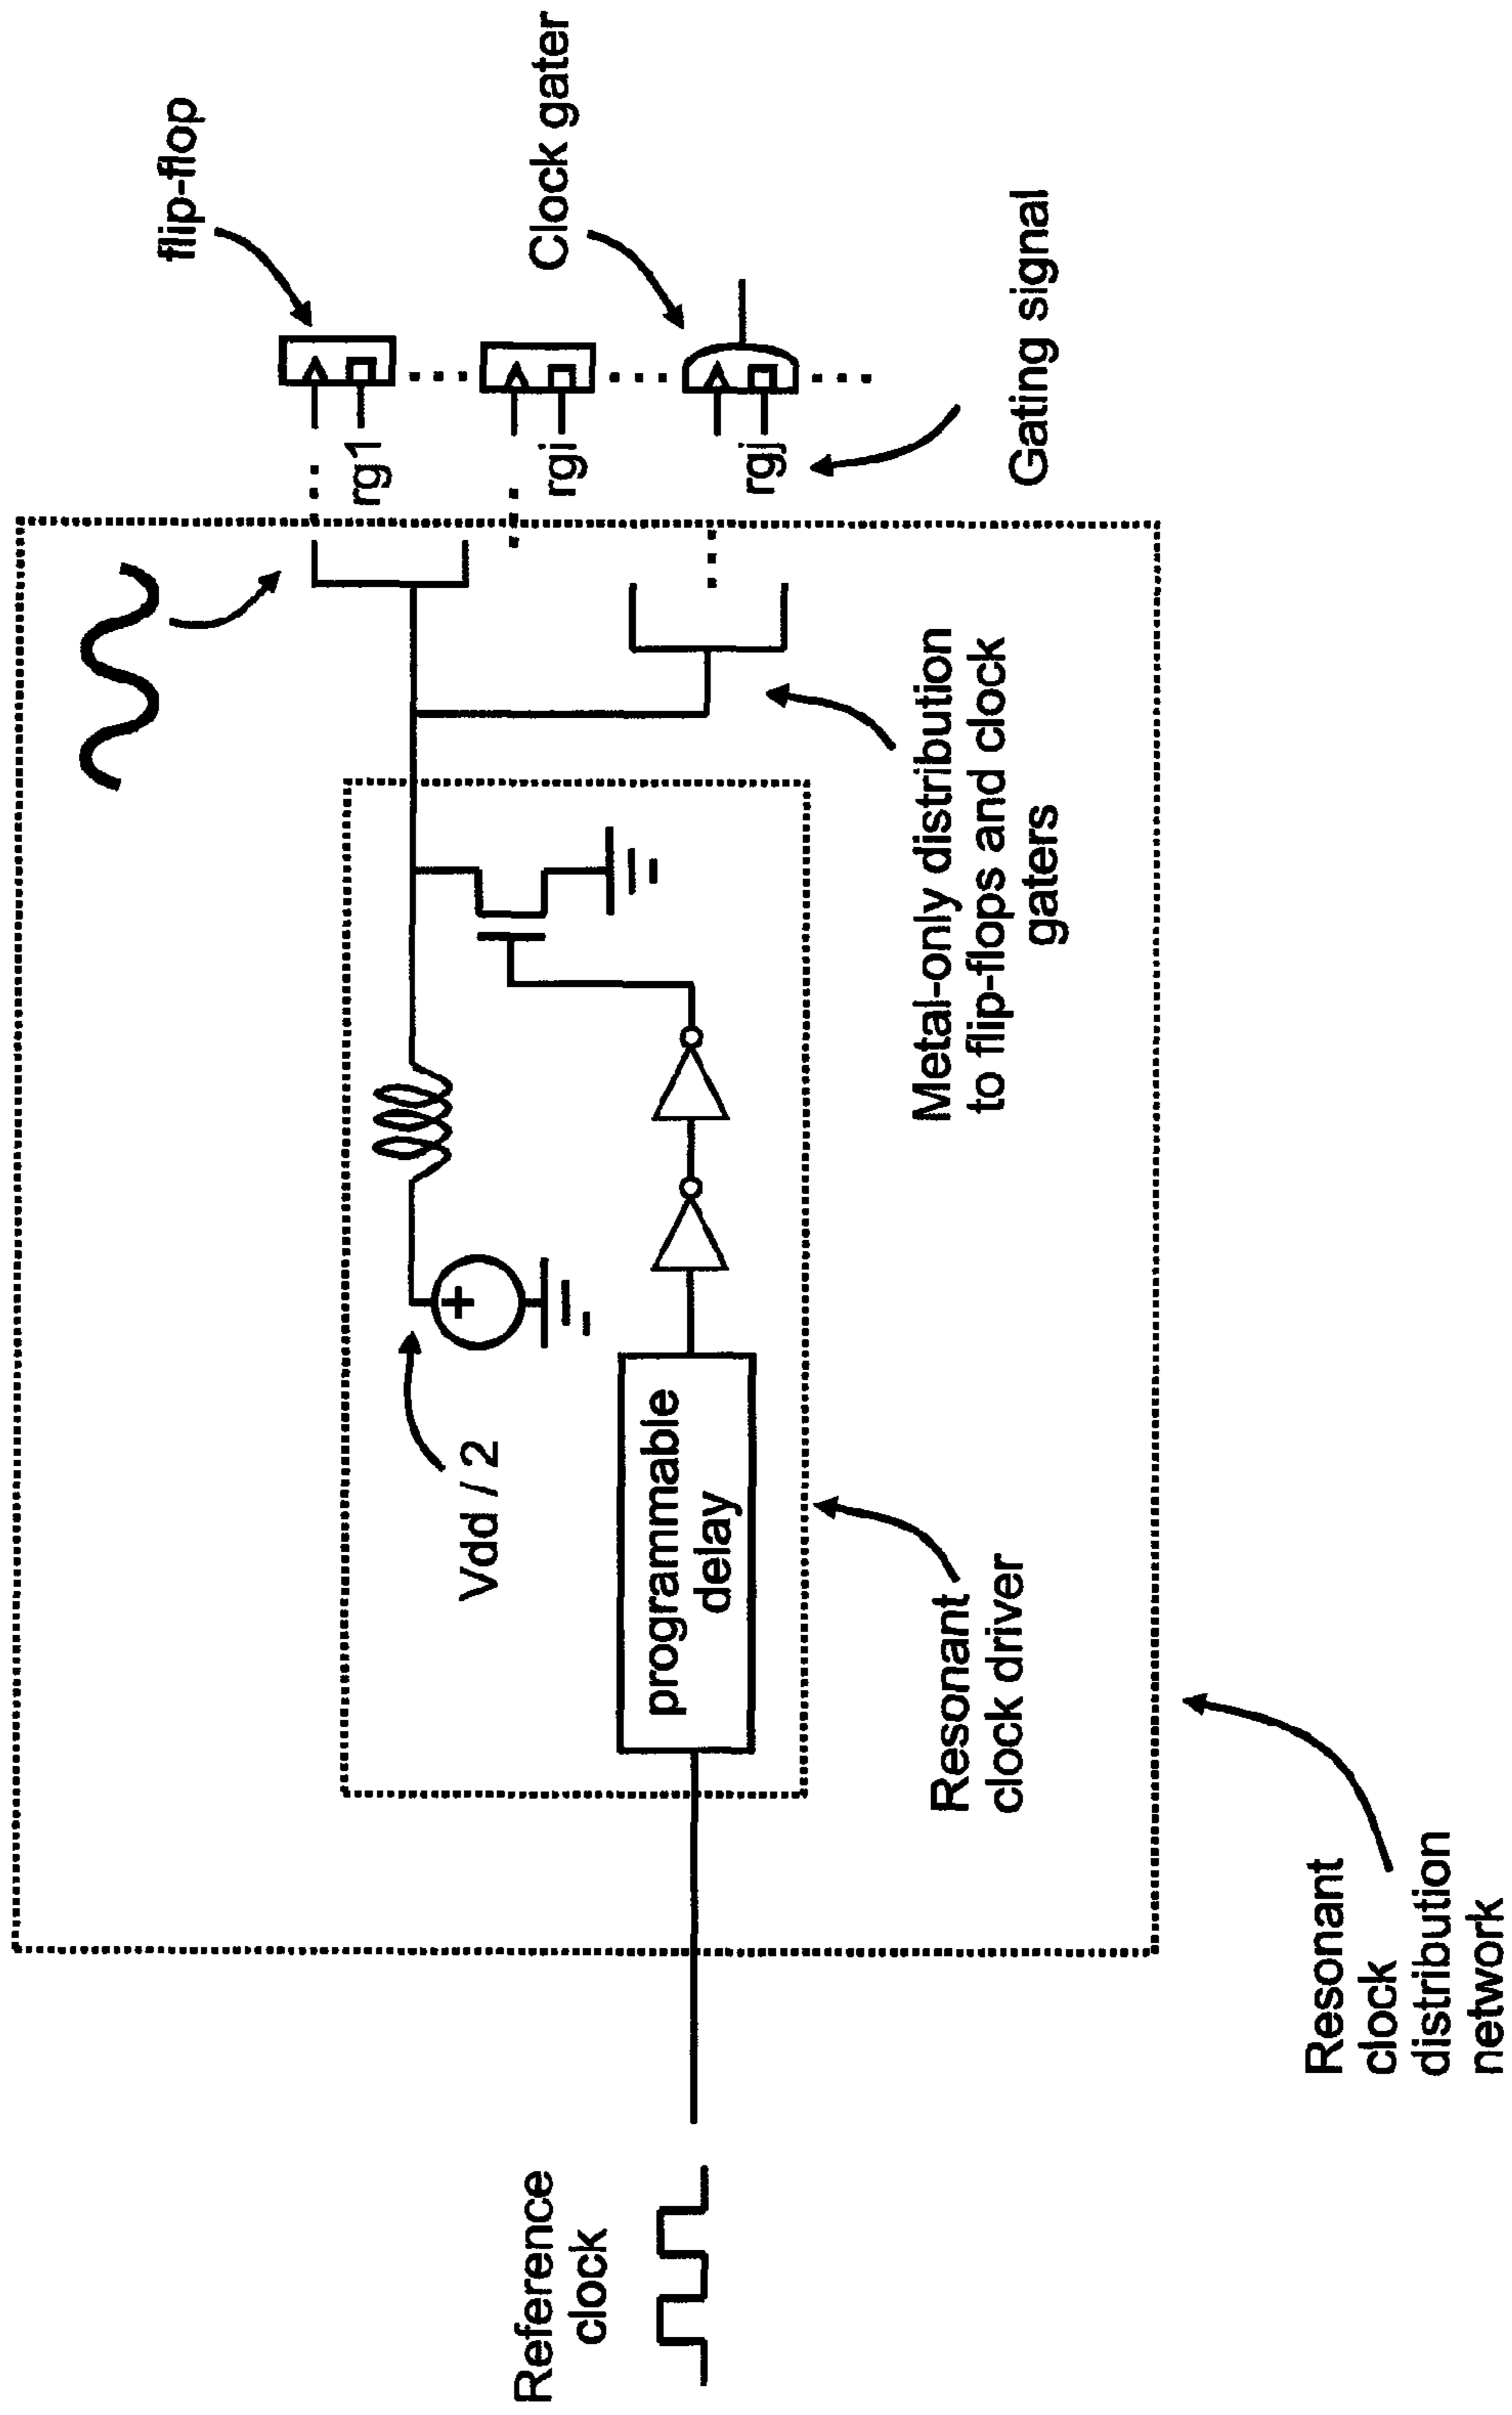 flip-flop
Clock gater
rg1
rgi
rgj
Gating signal
Vdd / 2
+
programmable
delay
Metal-only distribution
to flip-flops and clock
gaters
Resonant
clock driver
Reference
clock
Resonant
clock
distribution
network